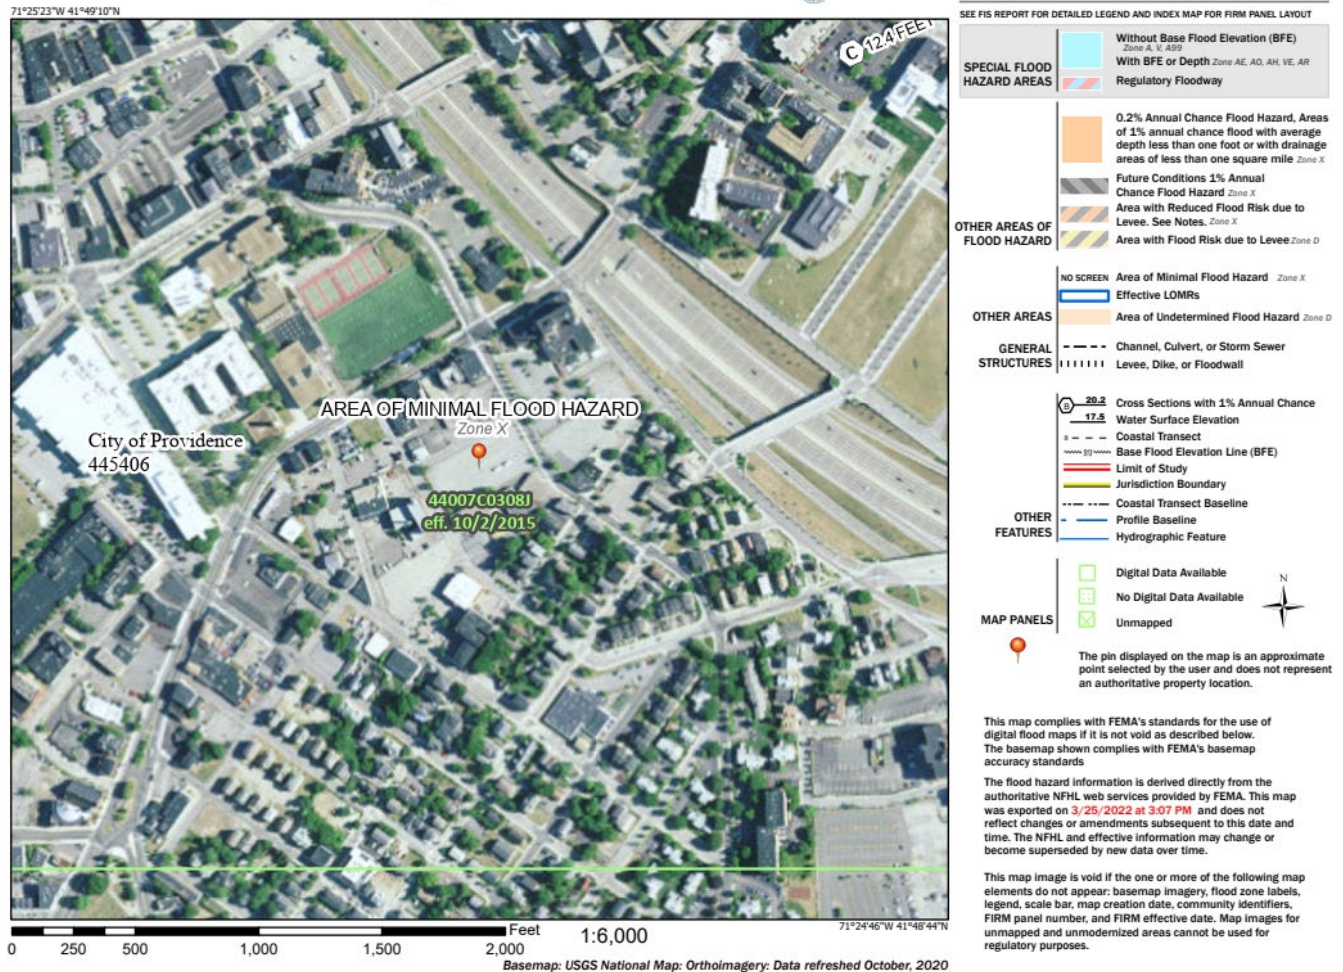 71°25'23"W 41°49'10"N
C 12.4 FEET
AREA OF MINIMAL FLOOD HAZARD
Zone X
City of Providence
445406
44007C0308J
eff. 10/2/2015
71°24'46"W 41°48'44"N
0 250 500 1,000 1,500 2,000
Feet
1:6,000
Basemap: USGS National Map: Orthoimagery: Data refreshed October, 2020
SEE FIS REPORT FOR DETAILED LEGEND AND INDEX MAP FOR FIRM PANEL LAYOUT
SPECIAL FLOOD
HAZARD AREAS
Without Base Flood Elevation (BFE)
Zone A, V, A99
With BFE or Depth Zone AE, AO, AH, VE, AR
Regulatory Floodway
OTHER AREAS OF
FLOOD HAZARD
0.2% Annual Chance Flood Hazard, Areas
of 1% annual chance flood with average
depth less than one foot or with drainage
areas of less than one square mile Zone X
Future Conditions 1% Annual
Chance Flood Hazard Zone X
Area with Reduced Flood Risk due to
Levee. See Notes. Zone X
Area with Flood Risk due to Levee Zone D
OTHER AREAS
NO SCREEN Area of Minimal Flood Hazard Zone X
Effective LOMRs
Area of Undetermined Flood Hazard Zone D
GENERAL
STRUCTURES
Channel, Culvert, or Storm Sewer
Levee, Dike, or Floodwall
OTHER
FEATURES
B 20.2 Cross Sections with 1% Annual Chance
17.5 Water Surface Elevation
8 Coastal Transect
513 Base Flood Elevation Line (BFE)
Limit of Study
Jurisdiction Boundary
Coastal Transect Baseline
Profile Baseline
Hydrographic Feature
MAP PANELS
Digital Data Available
No Digital Data Available
Unmapped
N
The pin displayed on the map is an approximate
point selected by the user and does not represent
an authoritative property location.
This map complies with FEMA's standards for the use of
digital flood maps if it is not void as described below.
The basemap shown complies with FEMA's basemap
accuracy standards
The flood hazard information is derived directly from the
authoritative NFHL web services provided by FEMA. This map
was exported on 3/25/2022 at 3:07 PM and does not
reflect changes or amendments subsequent to this date and
time. The NFHL and effective information may change or
become superseded by new data over time.
This map image is void if the one or more of the following map
elements do not appear: basemap imagery, flood zone labels,
legend, scale bar, map creation date, community identifiers,
FIRM panel number, and FIRM effective date. Map images for
unmapped and unmodernized areas cannot be used for
regulatory purposes.